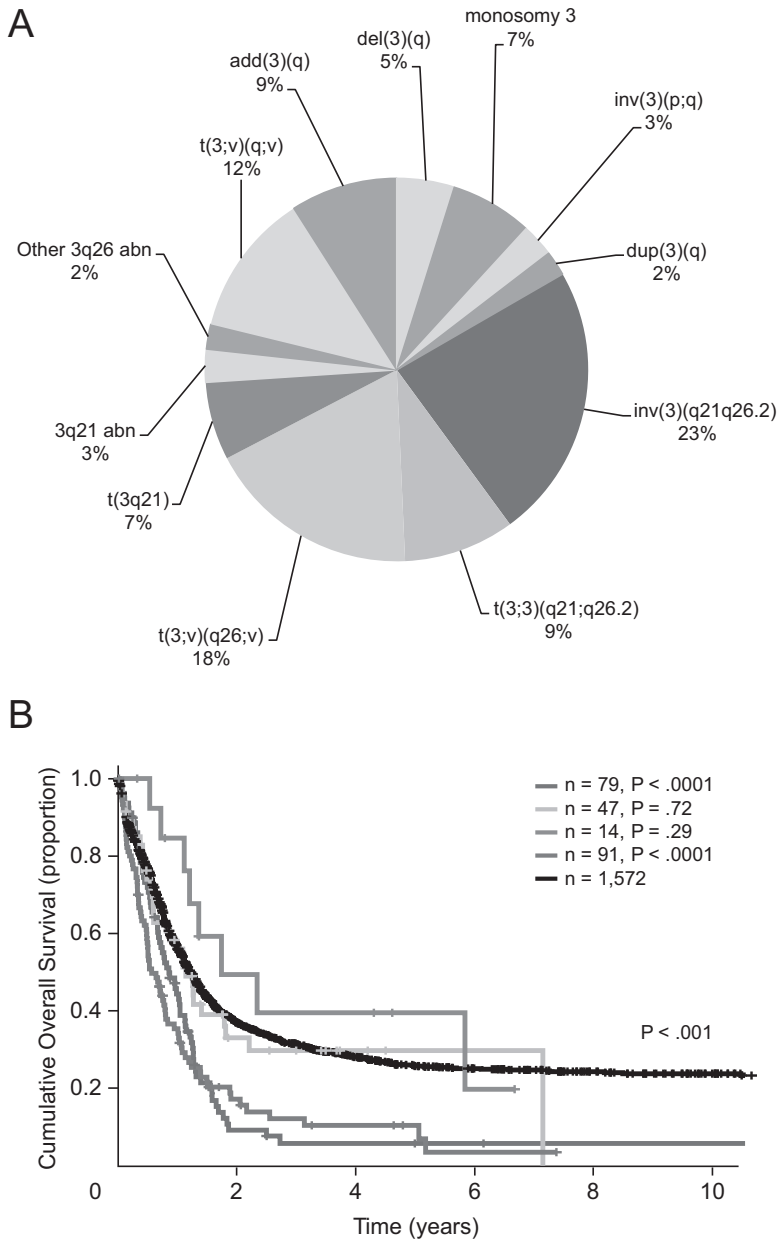 A
monosomy 3
7%
del(3)(q)
5%
add(3)(q)
9%
inv(3)(p;q)
3%
t(3;v)(q;v)
12%
dup(3)(q)
2%
Other 3q26 abn
2%
inv(3)(q21q26.2)
23%
3q21 abn
3%
t(3q21)
7%
t(3;3)(q21;q26.2)
9%
t(3;v)(q26;v)
18%
B
Cumulative Overall Survival (proportion)
1.0
0.8
0.6
0.4
0.2
n = 79, P < .0001
n = 47, P = .72
n = 14, P = .29
n = 91, P < .0001
n = 1,572
P < .001
0 2 4 6 8 10
Time (years)